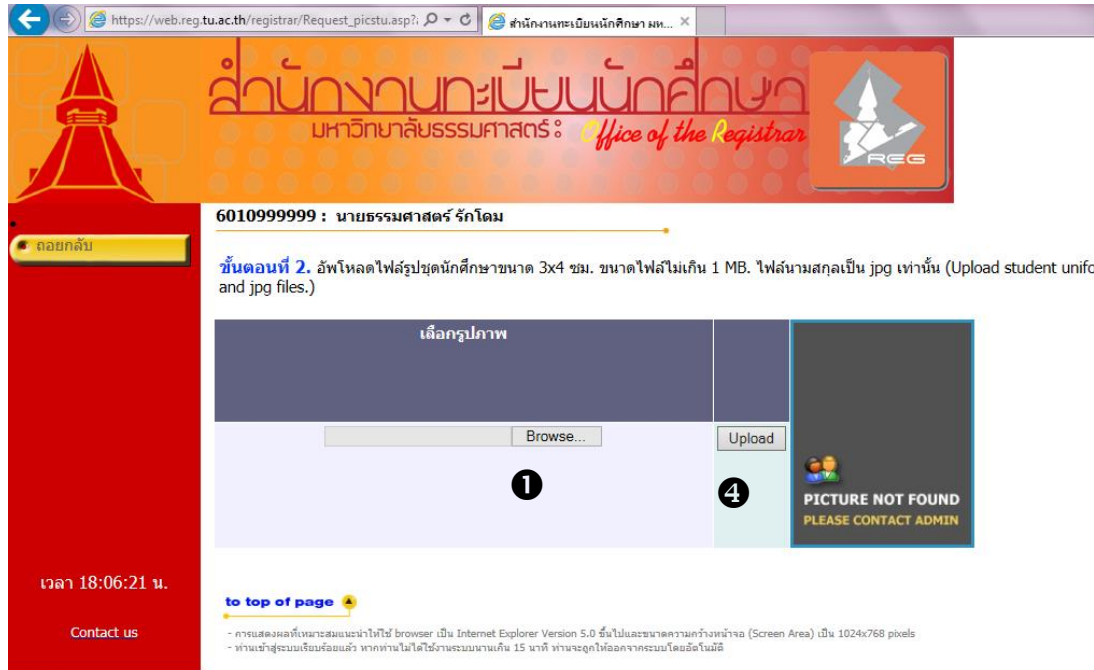 https://web.reg.tu.ac.th/registrar/Request_picstu.asp?
สำนักงานทะเบียนนักศึกษา มห...
สำนักงานทะเบียนนักศึกษา
มหาวิทยาลัยธรรมศาสตร์ : Office of the Registrar
REG
6010999999 : นายธรรมศาสตร์ รักโดม
ถอยกลับ
ขั้นตอนที่ 2. อัพโหลดไฟล์รูปชุดนักศึกษาขนาด 3x4 ซม. ขนาดไฟล์ไม่เกิน 1 MB. ไฟล์นามสกุลเป็น jpg เท่านั้น (Upload student unifo
and jpg files.)
เลือกรูปภาพ
Browse...
Upload
❶
❹
PICTURE NOT FOUND
PLEASE CONTACT ADMIN
เวลา 18:06:21 น.
to top of page
Contact us
- การแสดงผลที่เหมาะสมแนะนำให้ใช้ browser เป็น Internet Explorer Version 5.0 ขึ้นไปและขนาดความกว้างหน้าจอ (Screen Area) เป็น 1024x768 pixels
- ท่านเข้าสู่ระบบเรียบร้อยแล้ว หากท่านไม่ได้ใช้งานระบบนานเกิน 15 นาที ท่านจะถูกให้ออกจากระบบโดยอัตโนมัติ